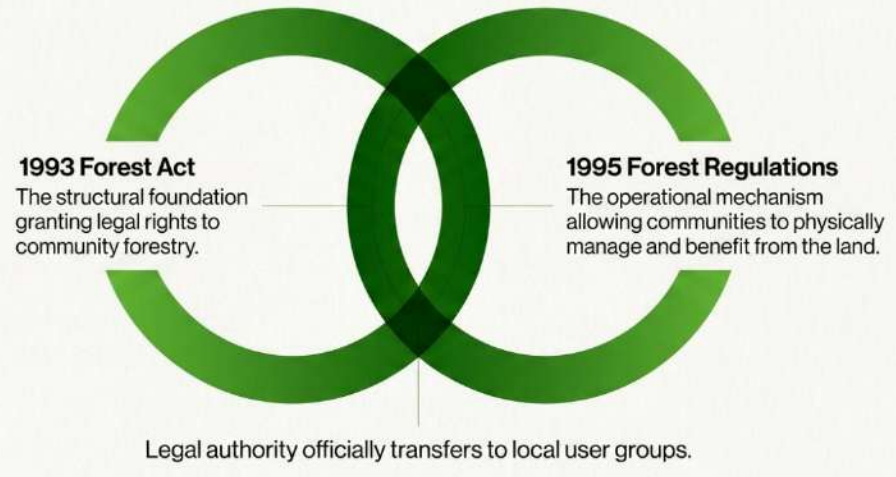 1993 Forest Act
The structural foundation
granting legal rights to
community forestry.
1995 Forest Regulations
The operational mechanism
allowing communities to physically
manage and benefit from the land.
Legal authority officially transfers to local user groups.